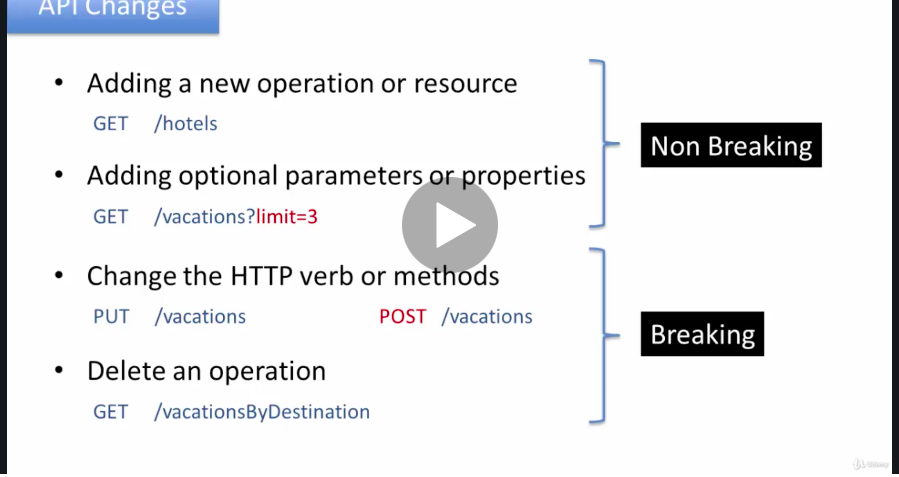 API Changes
• Adding a new operation or resource
GET /hotels
• Adding optional parameters or properties
GET /vacations?limit=3
Non Breaking
• Change the HTTP verb or methods
PUT /vacations POST /vacations
• Delete an operation
GET /vacationsByDestination
Breaking
Udemy